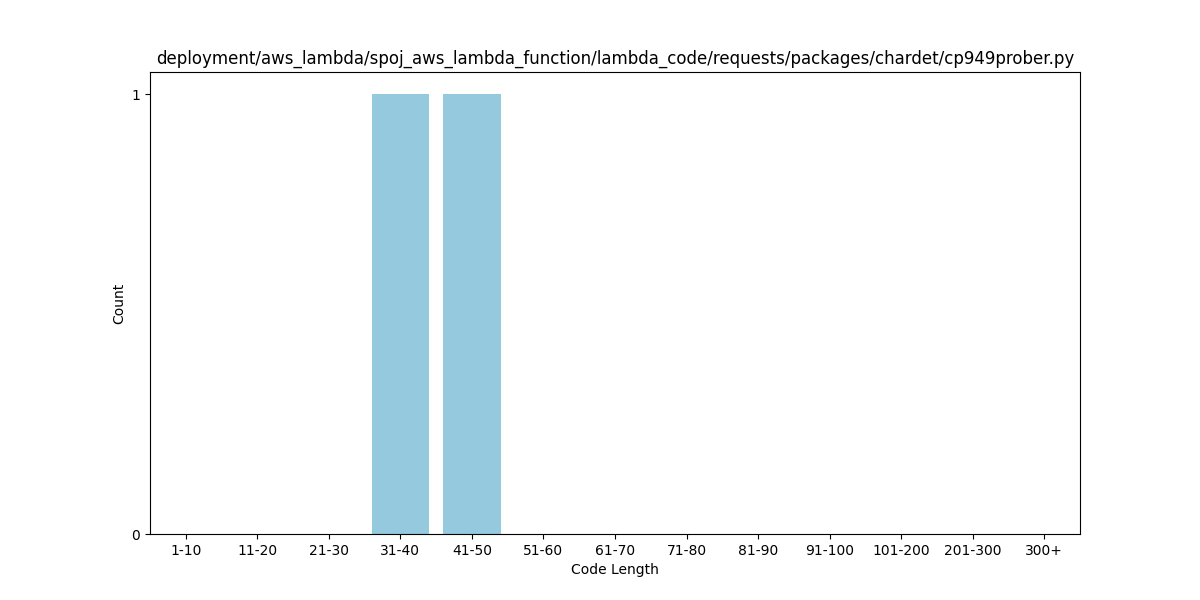 deployment/aws_lambda/spoj_aws_lambda_function/lambda_code/requests/packages/chardet/cp949prober.py
1
Count
0
1-10 11-20 21-30 31-40 41-50 51-60 61-70 71-80 81-90 91-100 101-200 201-300 300+
Code Length